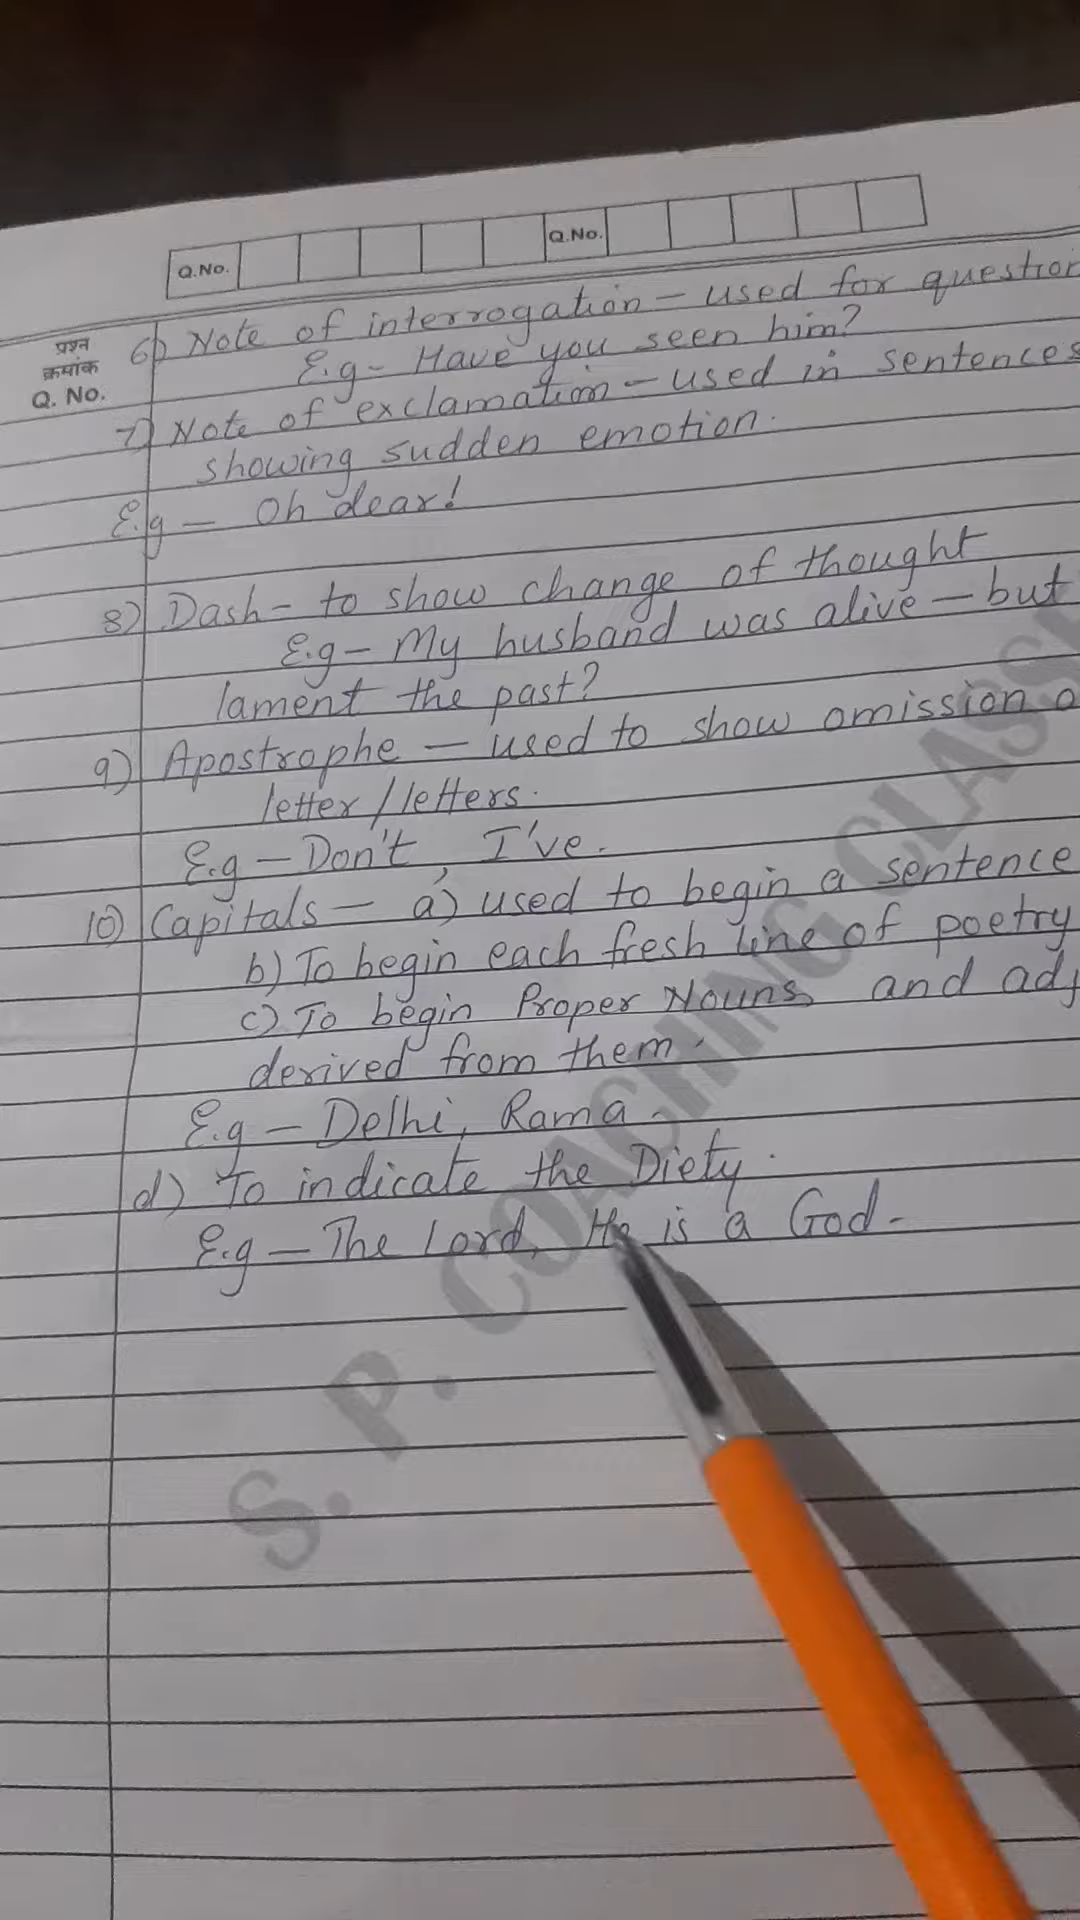 Q.No. Q.No.
प्रश्न
क्रमांक
Q. No.
6) Note of interrogation - used for question
E.g - Have you seen him?
7) Note of exclamation - used in sentences
showing sudden emotion.
E.g - Oh dear!
8) Dash - to show change of thought
E.g - My husband was alive - but
lament the past?
9) Apostrophe - used to show omission
letter / letters.
E.g - Don't, I've.
10) Capitals - a) used to begin a sentence
b) To begin each fresh line of poetry
c) To begin Proper Nouns, and adj
derived from them.
E.g - Delhi, Rama.
d) To indicate the Diety.
E.g - The Lord, He is a God.
S. P. COACHING CLASS